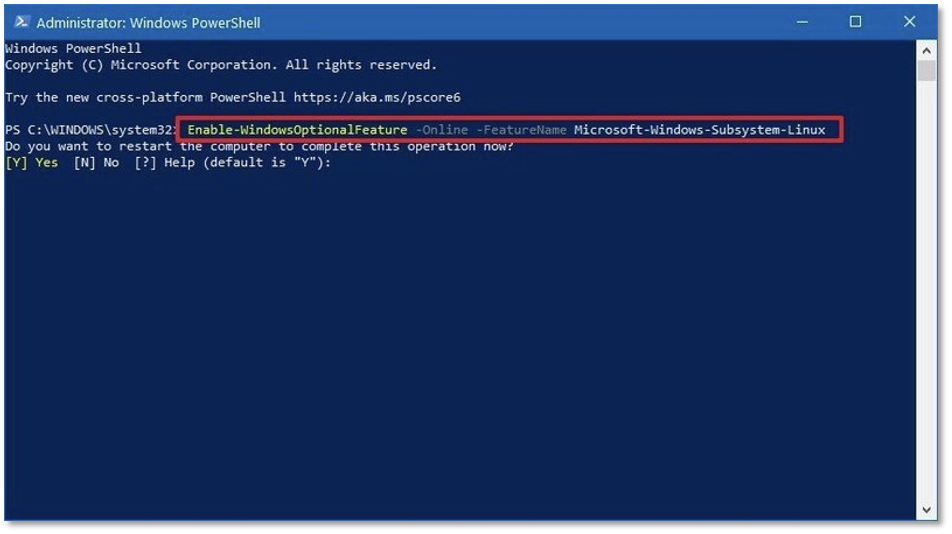 Administrator: Windows PowerShell
Windows PowerShell
Copyright (C) Microsoft Corporation. All rights reserved.
Try the new cross-platform PowerShell https://aka.ms/pscore6
PS C:\WINDOWS\system32> Enable-WindowsOptionalFeature -Online -FeatureName Microsoft-Windows-Subsystem-Linux
Do you want to restart the computer to complete this operation now?
[Y] Yes  [N] No  [?] Help (default is "Y"):